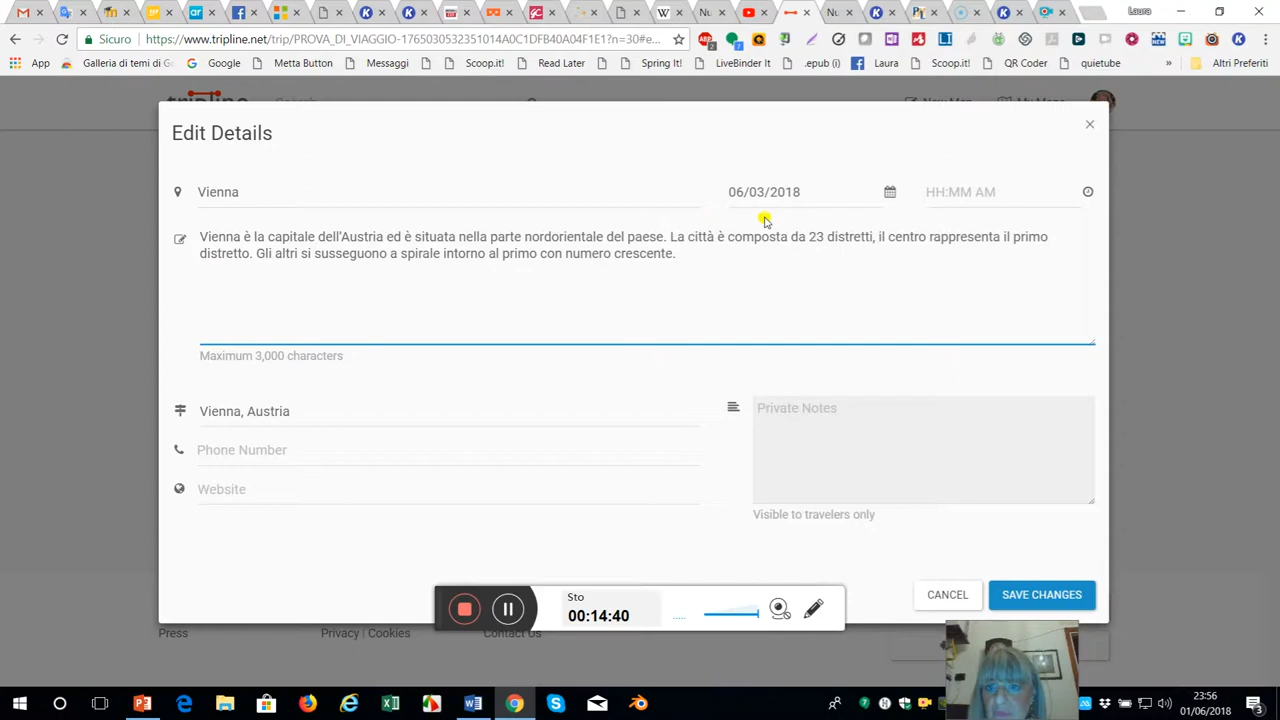 Laura
Sicuro
https://www.tripline.net/trip/PROVA_DI_VIAGGIO-1765030532351014A0C1DFB40A04F1E1?n=30#e...
App
Galleria di temi di G
Google
Metta Button
Messaggi
Scoop.it!
Read Later
Spring It!
LiveBinder It
.epub (i)
Laura
Scoop.it!
QR Coder
quietube
»
Altri Preferiti
tripline
New Map
My Maps
Edit Details
Vienna
06/03/2018
HH:MM AM
Vienna è la capitale dell'Austria ed è situata nella parte nordorientale del paese. La città è composta da 23 distretti, il centro rappresenta il primo
distretto. Gli altri si susseguono a spirale intorno al primo con numero crescente.
Maximum 3,000 characters
Vienna, Austria
Private Notes
Phone Number
Website
Visible to travelers only
CANCEL
SAVE CHANGES
Sto
00:14:40
Press
Privacy | Cookies
Contact Us
23:56
01/06/2018